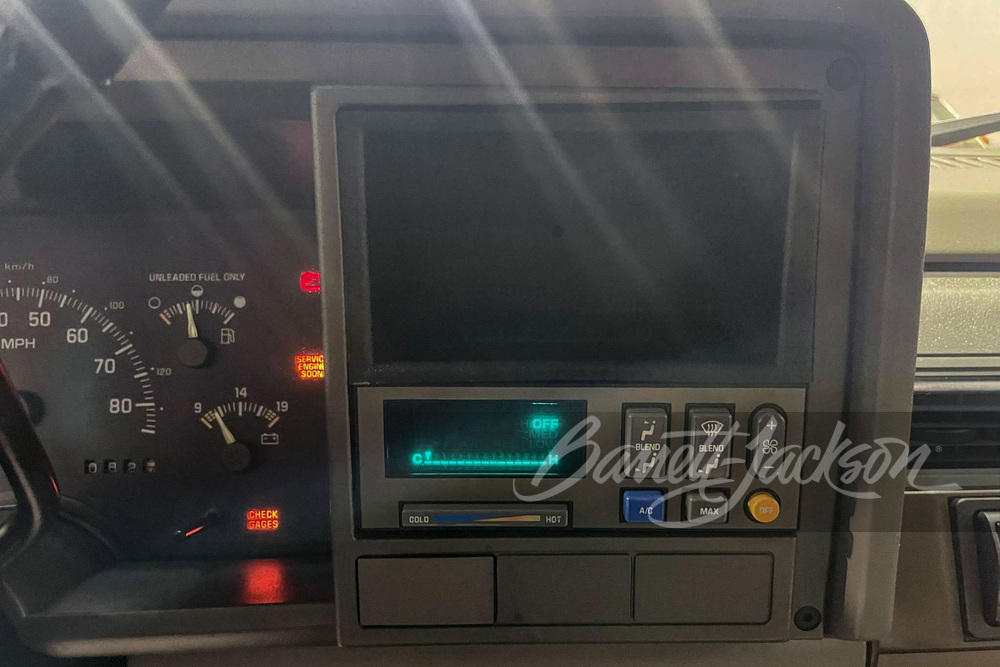 km/h
UNLEADED FUEL ONLY
80
100
50
60
MPH
70
120
80
SERVICE
ENGINE
SOON
9 14 19
CHECK
GAGES
OFF
MED
C H
COLD HOT
BLEND
BLEND
+
-
A/C
MAX
OFF
Barrett-Jackson